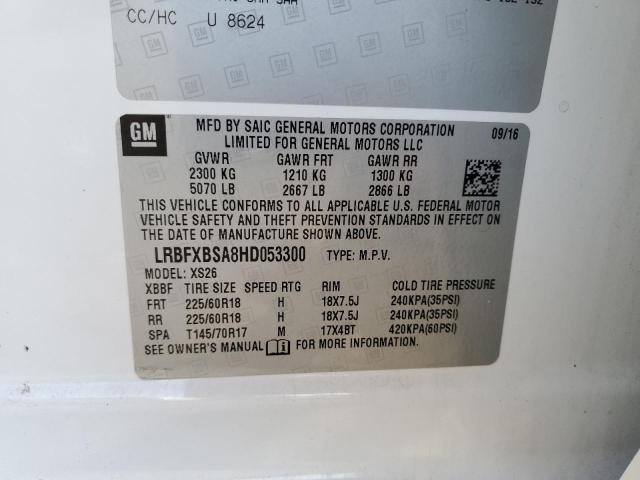 CC/HC U 8624
GM
MFD BY SAIC GENERAL MOTORS CORPORATION
LIMITED FOR GENERAL MOTORS LLC
09/16
GVWR GAWR FRT GAWR RR
2300 KG 1210 KG 1300 KG
5070 LB 2667 LB 2866 LB
THIS VEHICLE CONFORMS TO ALL APPLICABLE U.S. FEDERAL MOTOR
VEHICLE SAFETY AND THEFT PREVENTION STANDARDS IN EFFECT ON
THE DATE OF MANUFACTURE SHOWN ABOVE.
LRBFXBSA8HD053300 TYPE: M.P.V.
MODEL: XS26
XBBF TIRE SIZE SPEED RTG RIM COLD TIRE PRESSURE
FRT 225/60R18 H 18X7.5J 240KPA(35PSI)
RR 225/60R18 H 18X7.5J 240KPA(35PSI)
SPA T145/70R17 M 17X4BT 420KPA(60PSI)
SEE OWNER'S MANUAL FOR MORE INFORMATION.